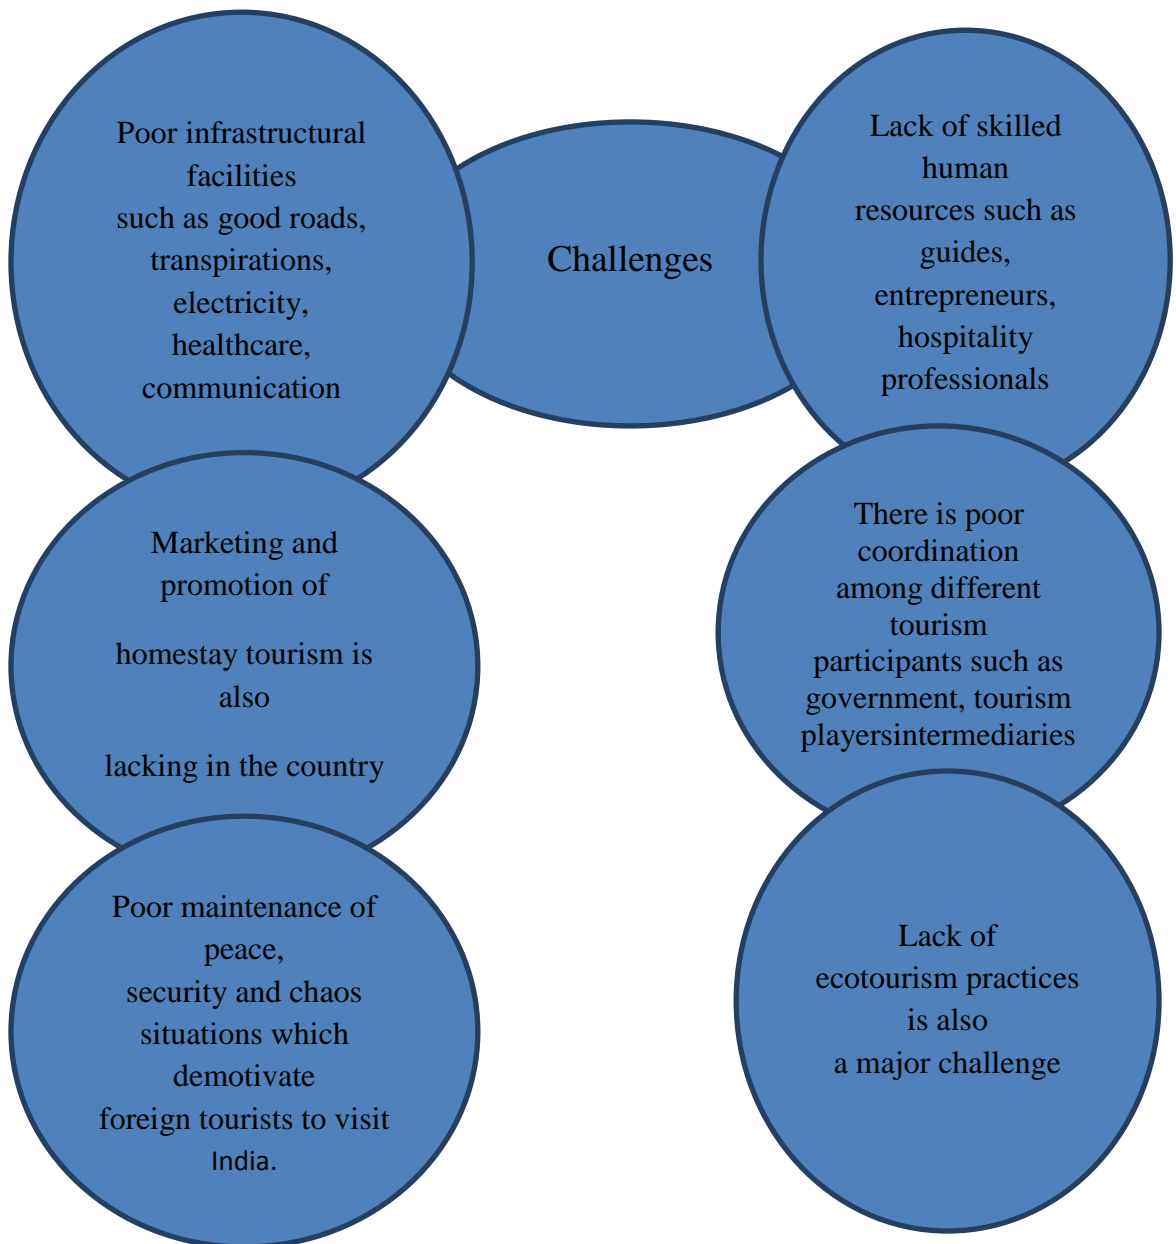 Poor infrastructural
facilities
such as good roads,
transpirations,
electricity,
healthcare,
communication
Challenges
Lack of skilled
human
resources such as
guides,
entrepreneurs,
hospitality
professionals
Marketing and
promotion of
homestay tourism is
also
lacking in the country
There is poor
coordination
among different
tourism
participants such as
government, tourism
playersintermediaries
Poor maintenance of
peace,
security and chaos
situations which
demotivate
foreign tourists to visit
India.
Lack of
ecotourism practices
is also
a major challenge